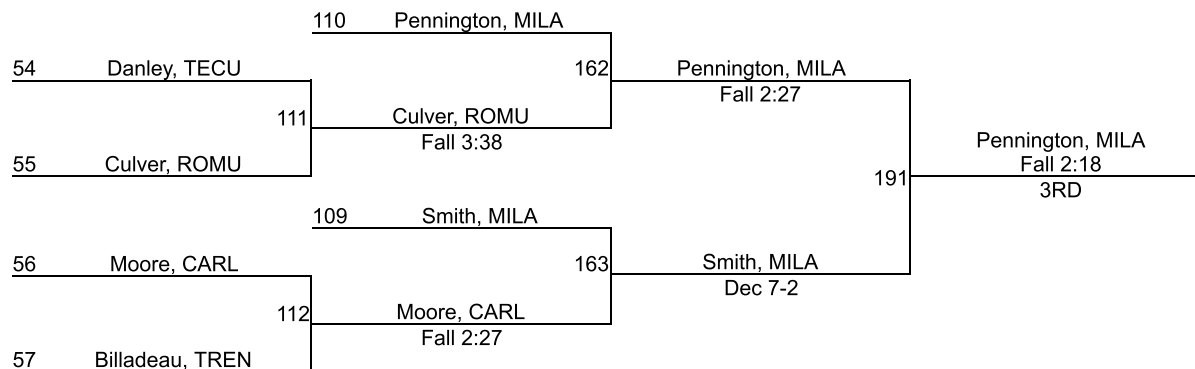 110 Pennington, MILA
54 Danley, TECU
162 Pennington, MILA
Fall 2:27
111 Culver, ROMU
Fall 3:38
Pennington, MILA
Fall 2:18
3RD
55 Culver, ROMU
191
109 Smith, MILA
56 Moore, CARL
163 Smith, MILA
Dec 7-2
112 Moore, CARL
Fall 2:27
57 Billadeau, TREN